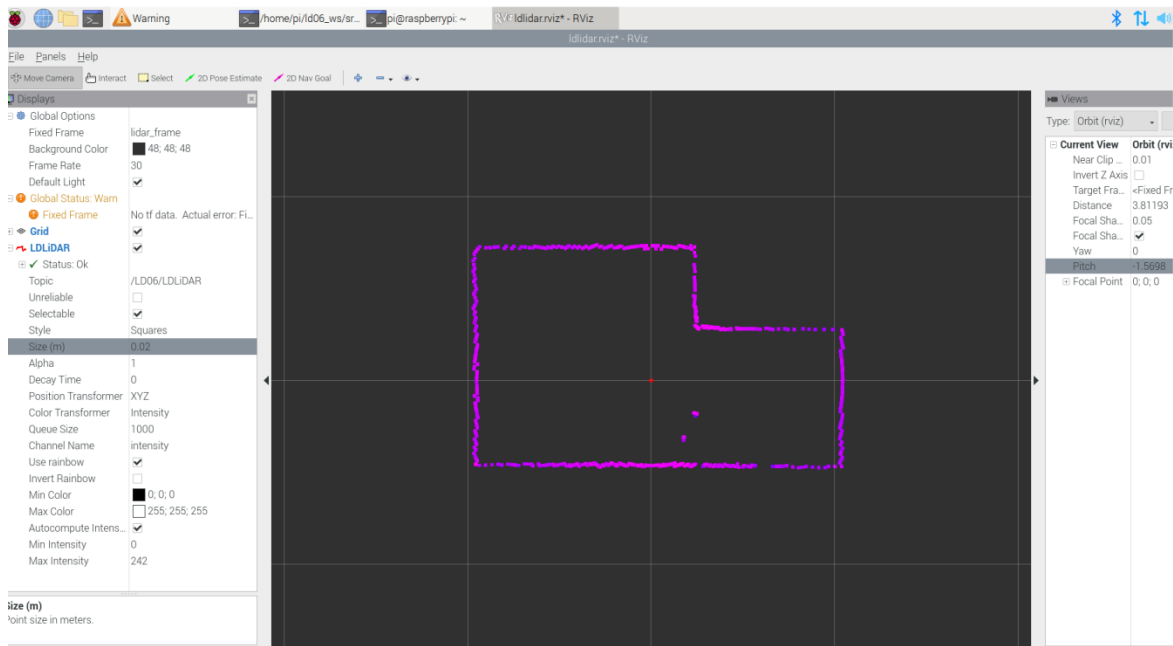 Warning
/home/pi/ld06_ws/sr...
pi@raspberrypi: ~
ldlidar.rviz* - RViz
ldlidar.rviz* - RViz
File Panels Help
Move Camera Interact Select 2D Pose Estimate 2D Nav Goal
Displays
Global Options
Fixed Frame lidar_frame
Background Color 48; 48; 48
Frame Rate 30
Default Light
Global Status: Warn
Fixed Frame No tf data. Actual error: Fi...
Grid
LDLiDAR
Status: Ok
Topic /LD06/LDLiDAR
Unreliable
Selectable
Style Squares
Size (m) 0.02
Alpha 1
Decay Time 0
Position Transformer XYZ
Color Transformer Intensity
Queue Size 1000
Channel Name intensity
Use rainbow
Invert Rainbow
Min Color 0; 0; 0
Max Color 255; 255; 255
Autocompute Intens...
Min Intensity 0
Max Intensity 242
Size (m)
Point size in meters.
Views
Type: Orbit (rviz)
Current View Orbit (rvi
Near Clip ... 0.01
Invert Z Axis
Target Fra... <Fixed Fr
Distance 3.81193
Focal Sha... 0.05
Focal Sha...
Yaw 0
Pitch -1.5698
Focal Point 0; 0; 0